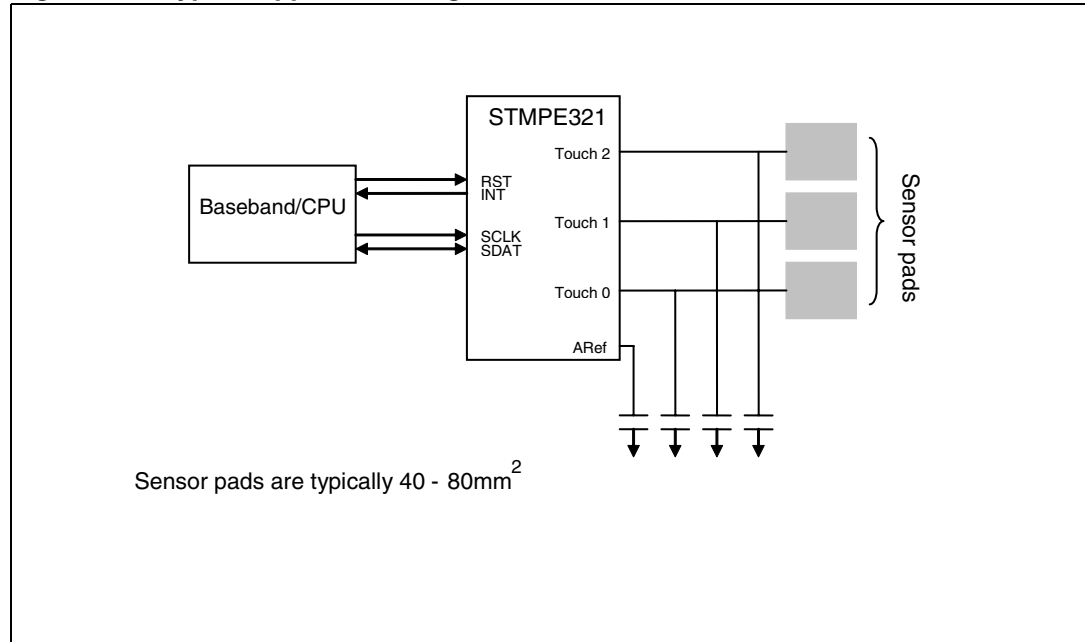 STMPE321
Touch 2
RST
INT
Baseband/CPU
Touch 1
SCLK
SDAT
Touch 0
ARef
Sensor pads
Sensor pads are typically 40 - 80mm2